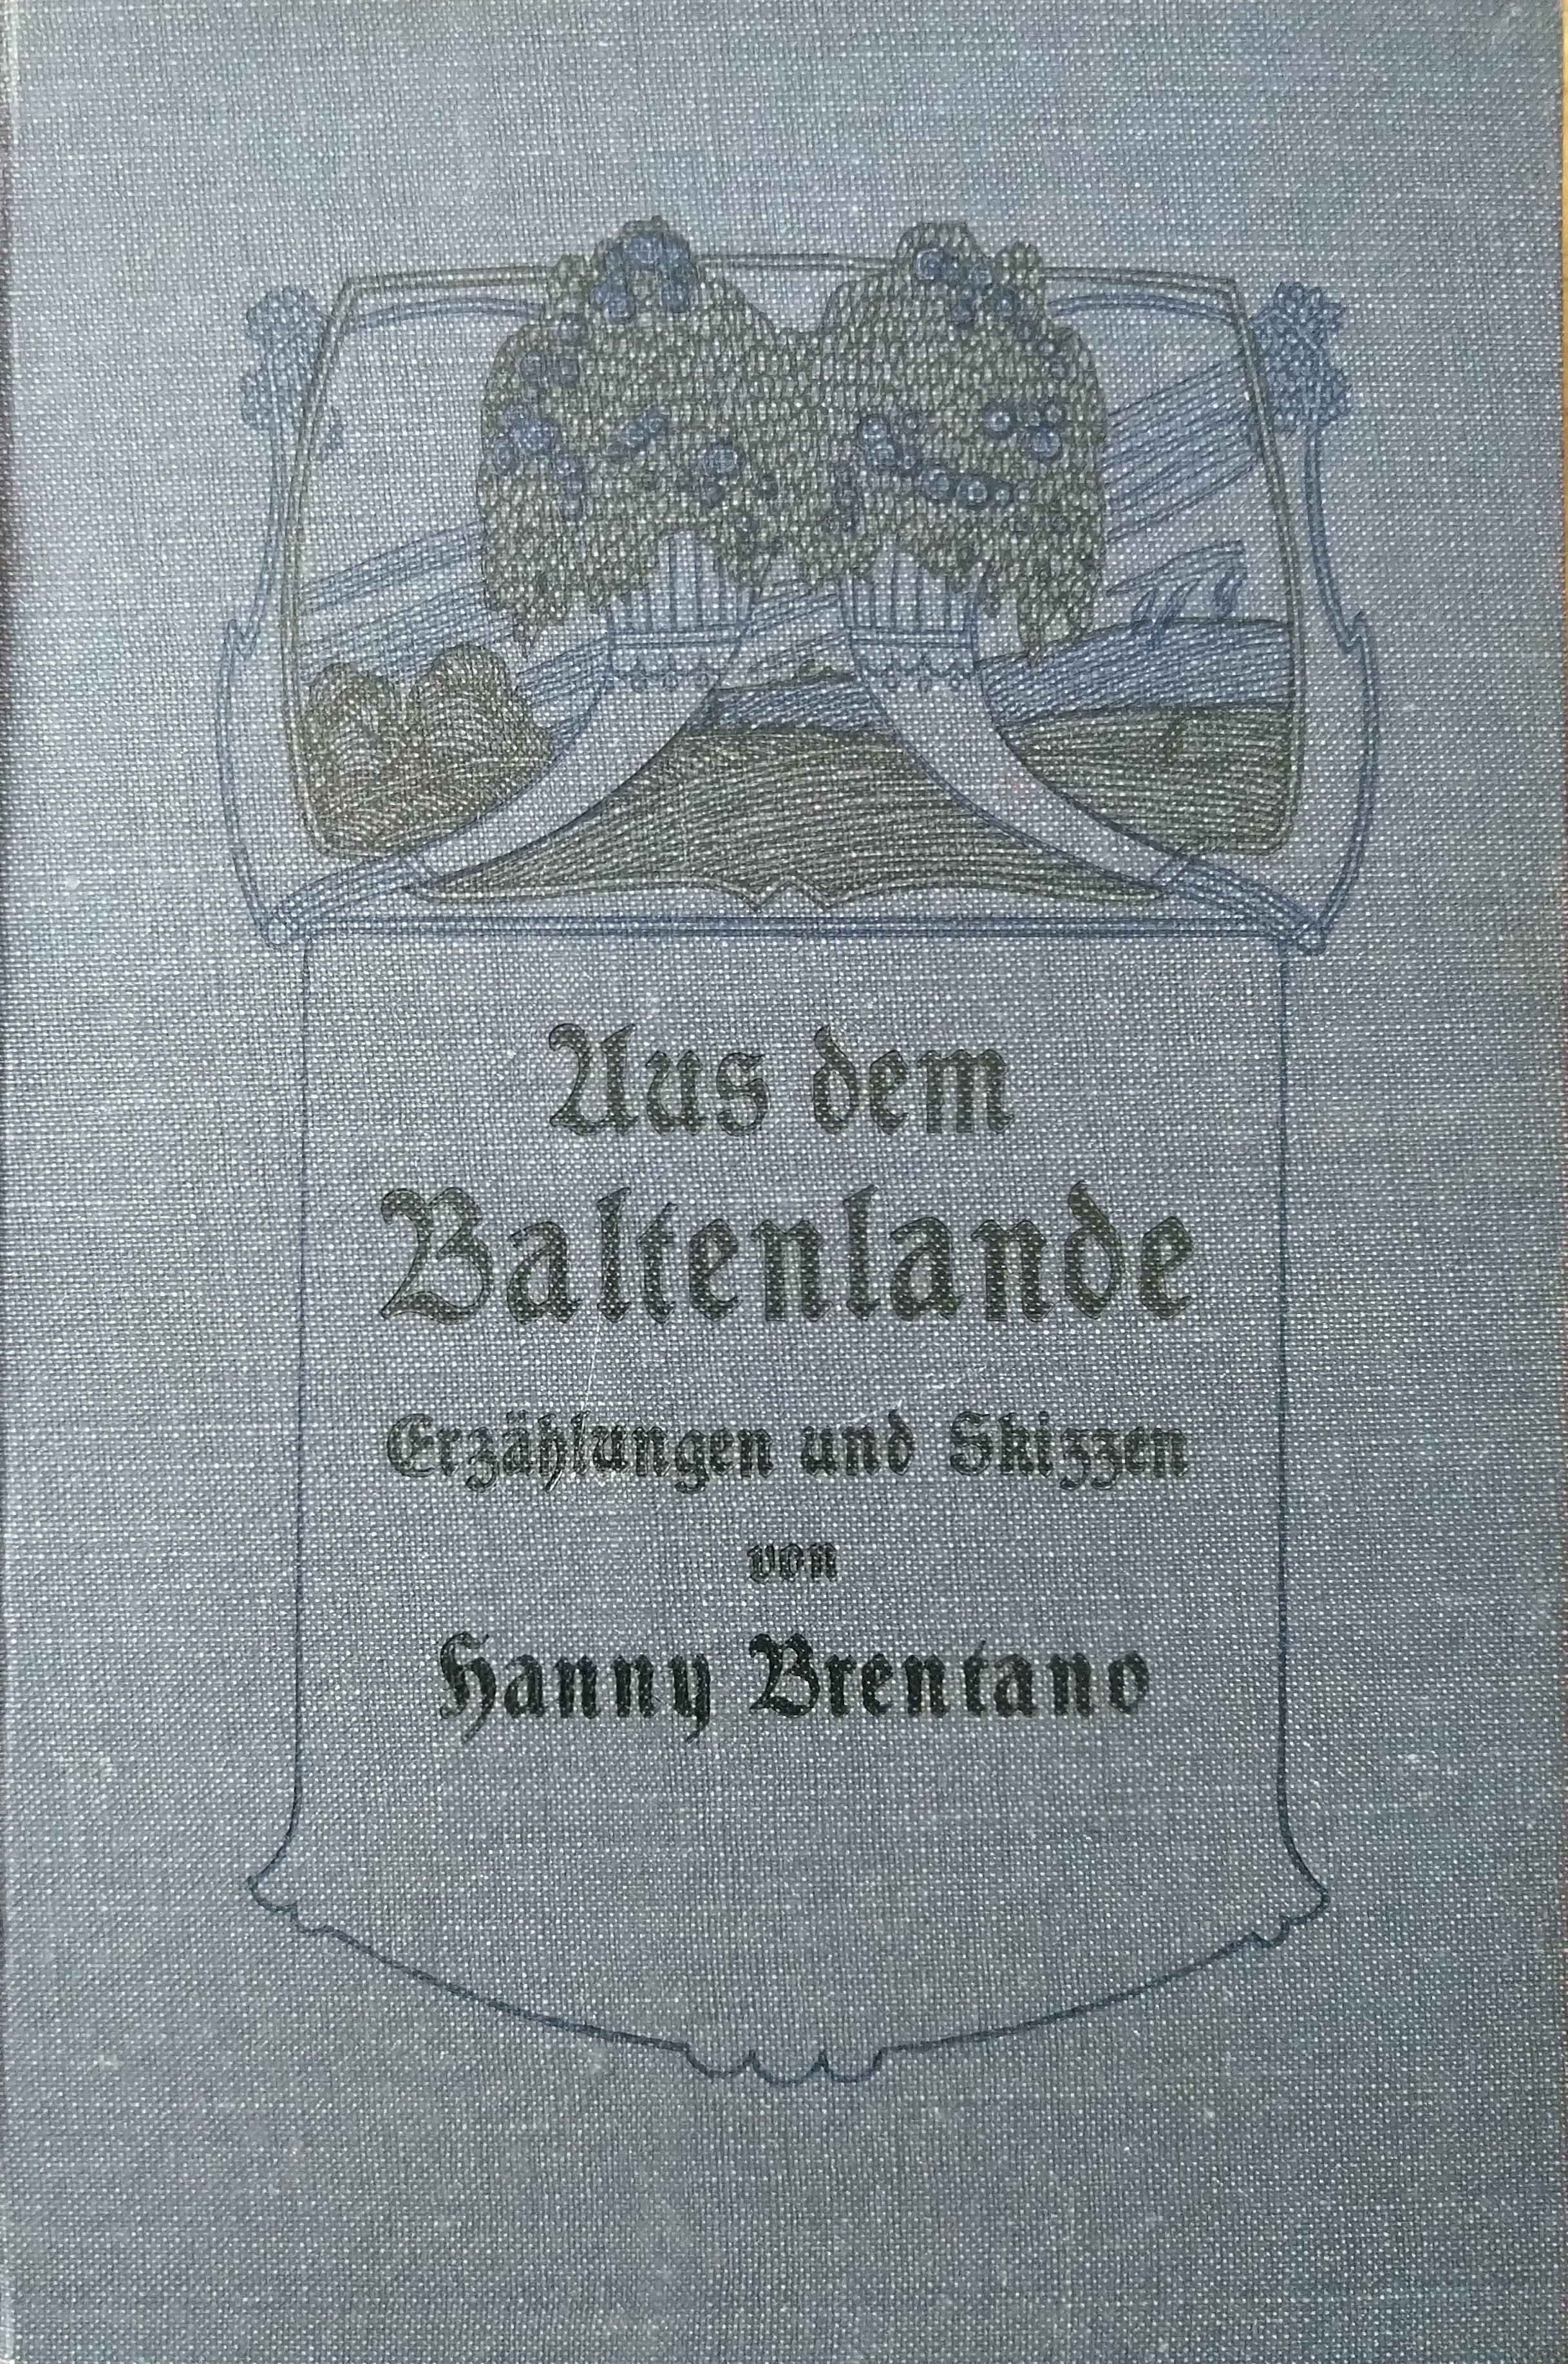 Aus dem
Baltenlande
Erzählungen und Skizzen
von
Hanny Brentano